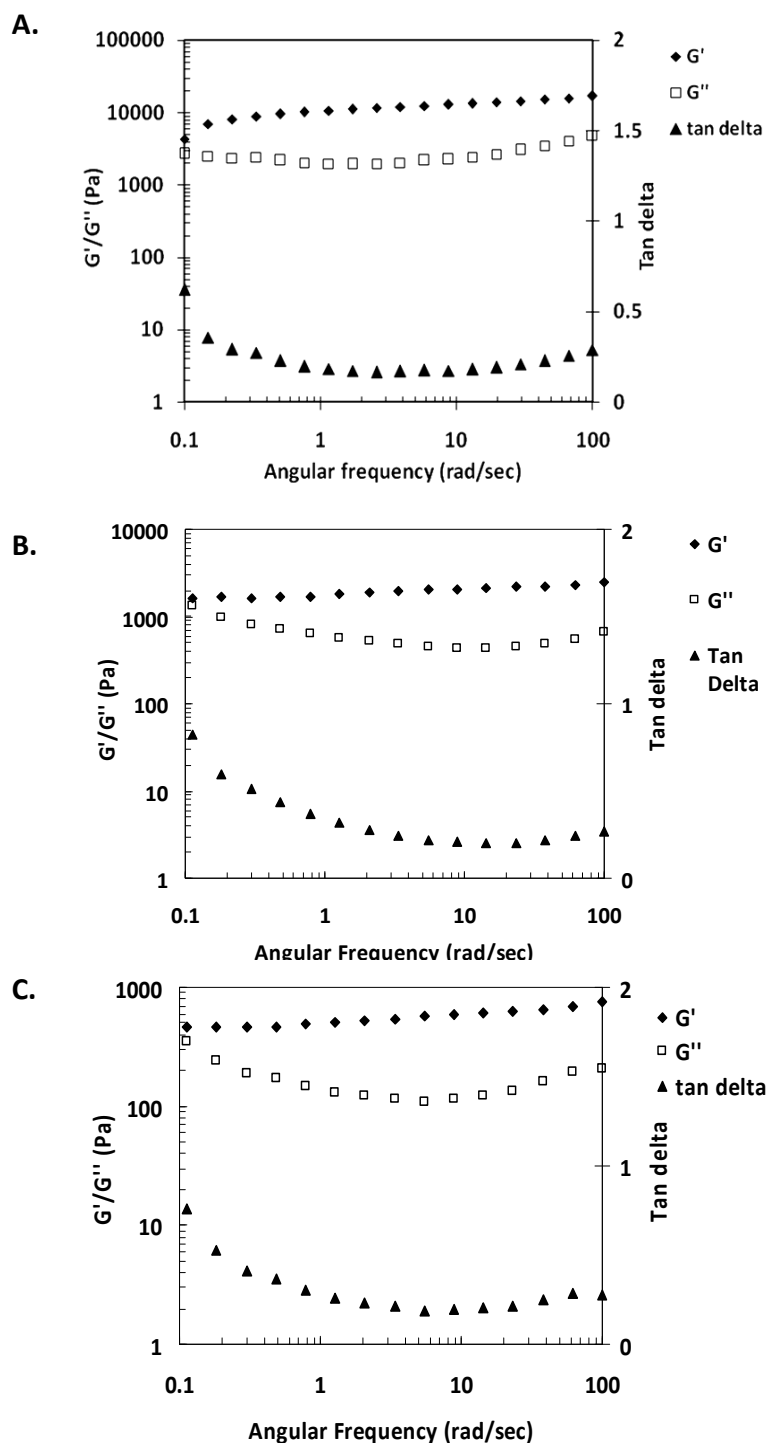 A.
100000
10000
1000
100
10
1
G'/G'' (Pa)
2
1.5
1
0.5
0
Tan delta
0.1 1 10 100
Angular frequency (rad/sec)
G'
G''
tan delta
B.
10000
1000
100
10
1
G'/G'' (Pa)
2
1
0
Tan delta
0.1 1 10 100
Angular Frequency (rad/sec)
G'
G''
Tan
Delta
C.
1000
100
10
1
G'/G'' (Pa)
2
1
0
Tan delta
0.1 1 10 100
Angular Frequency (rad/sec)
G'
G''
tan delta